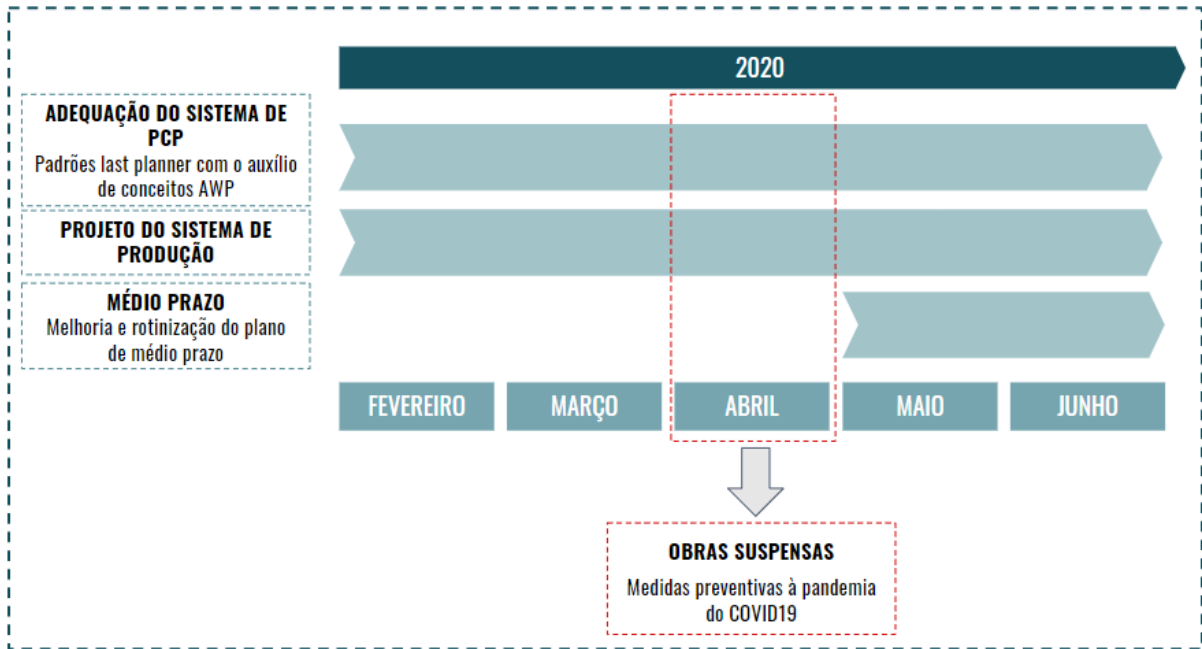 2020
ADEQUAÇÃO DO SISTEMA DE
PCP
Padrões last planner com o auxílio
de conceitos AWP
PROJETO DO SISTEMA DE
PRODUÇÃO
MÉDIO PRAZO
Melhoria e rotinização do plano
de médio prazo
FEVEREIRO
MARÇO
ABRIL
MAIO
JUNHO
OBRAS SUSPENSAS
Medidas preventivas à pandemia
do COVID19